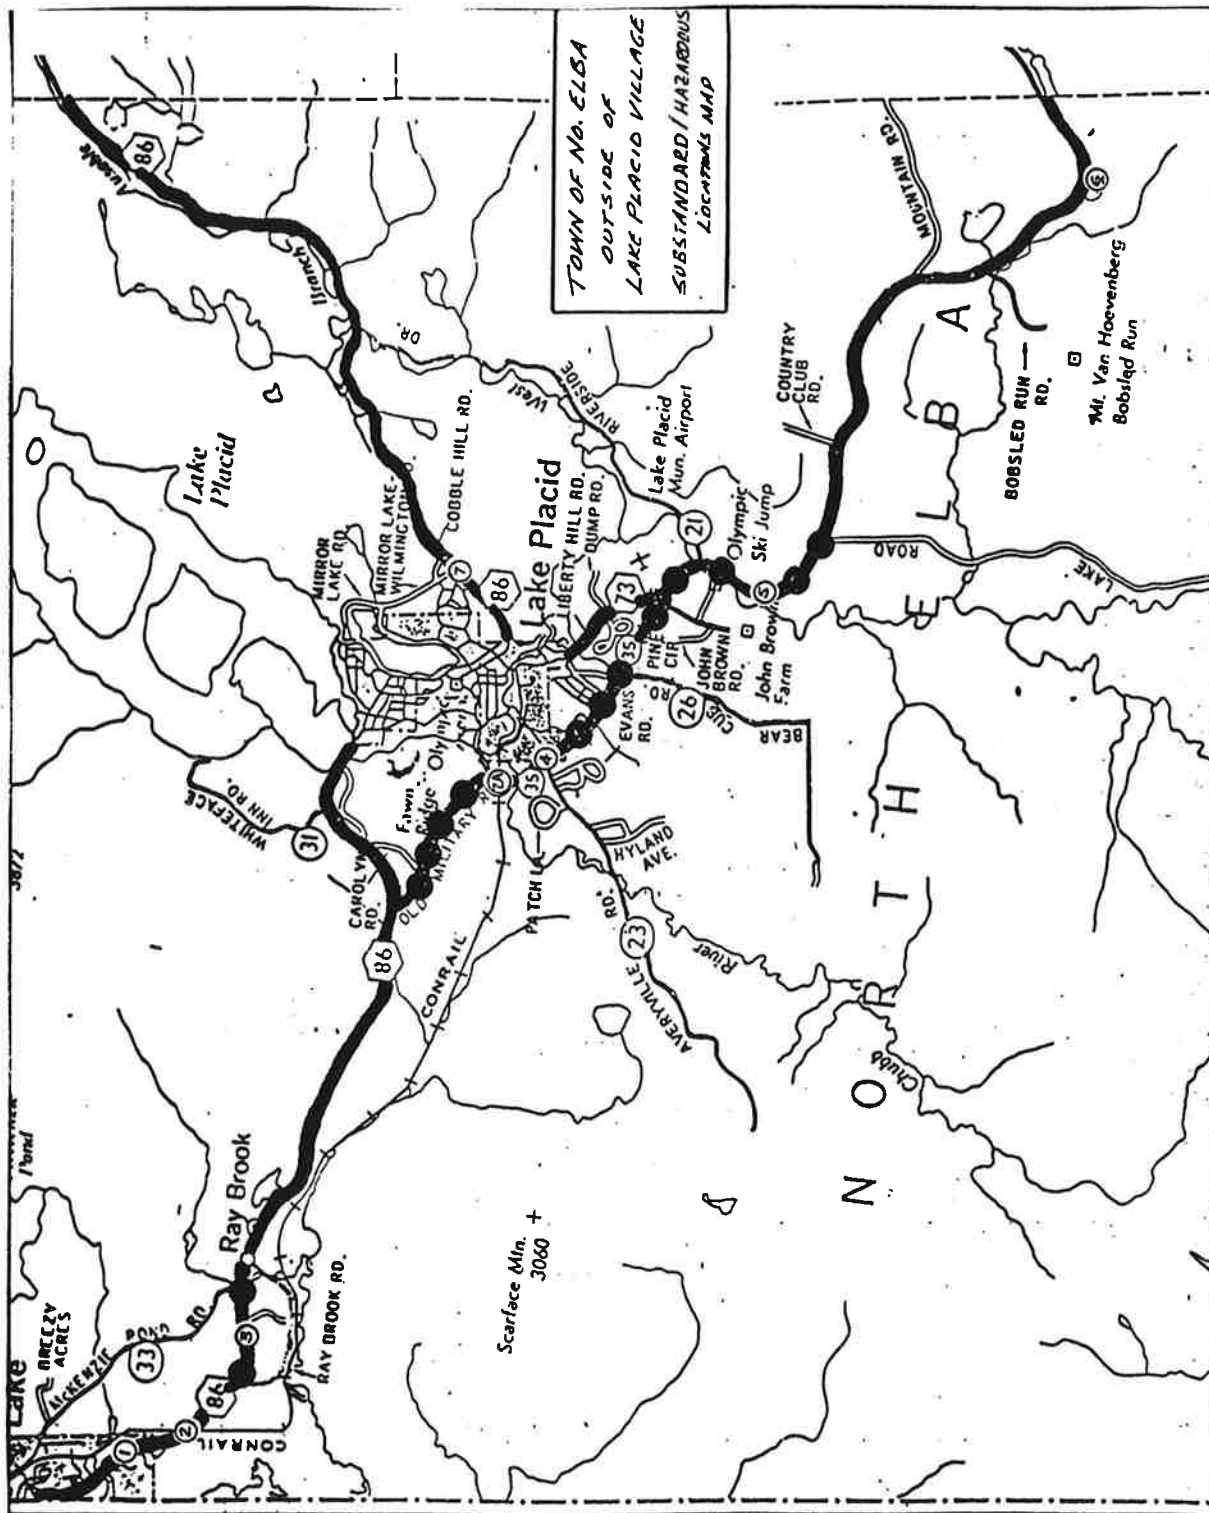 TOWN OF NO. ELBA
OUTSIDE OF
LAKE PLACID VILLAGE
SUBSTANDARD/HAZARDOUS
LOCATIONS MAP
Lake
BREEZY
ACRES
McKENZIE
POND
RD.
33
1
2
86
3
CONRAIL
RAY BROOK RD.
Ray Brook
Pond
Scarface Mtn.
3060 +
86
CONRAIL
CAROLYN
RD.
OLD
MILITARY
31
WHITEFACE
INN RD.
Fawn
Ridge
2A
35
4
PATCH LA.
HYLAND
AVE.
AVERYVILLE
RD.
23
River
Chubb
Lake
Placid
MIRROR
LAKE RD.
MIRROR LAKE-
WILMINGTON
COBBLE HILL RD.
7
86
Lake Placid
LIBERTY HILL RD.
DUMP RD.
73
35
PINE
CIR.
EVANS
RD.
26
BEAR
CUB
RD.
JOHN
BROWN
RD.
John Brown
Farm
5
21
Olympic
Ski Jump
Lake Placid
Mun. Airport
RIVERSIDE
DR.
West
Branch
Ausable
86
COUNTRY
CLUB
RD.
LAKE
ROAD
MOUNTAIN RD.
BOBSLED RUN
RD.
Mt. Van Hoevenberg
Bobsled Run
NORTH ELBA